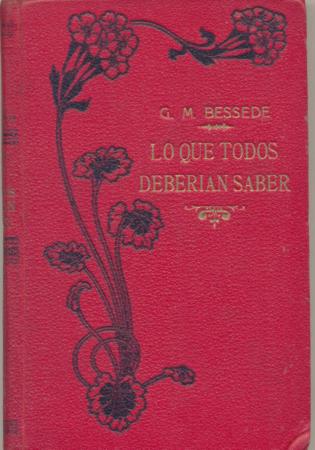 G. M. BESSEDE
LO QUE TODOS
DEBERIAN SABER